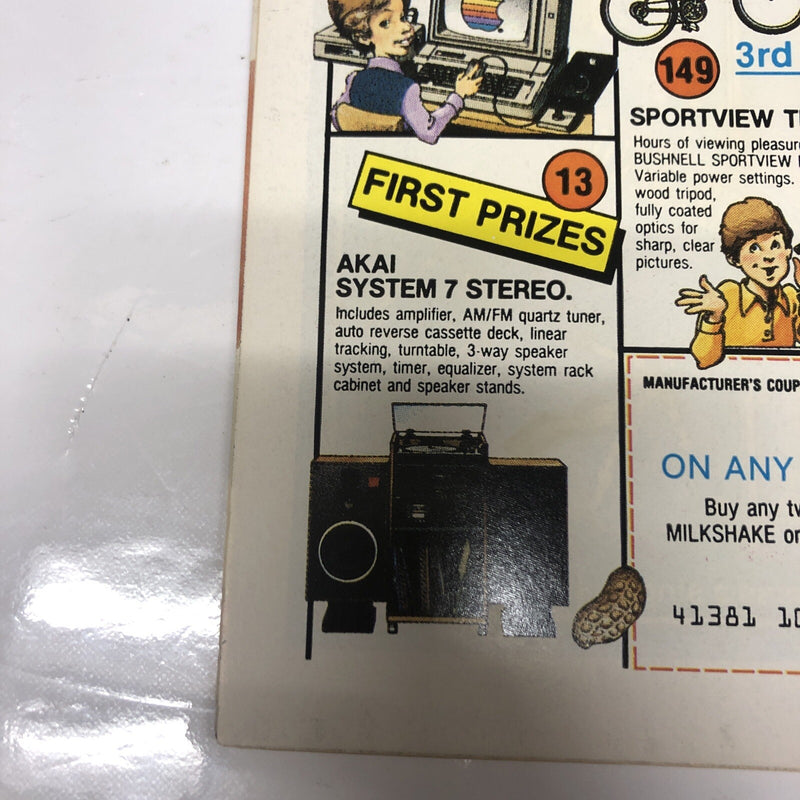 13
FIRST PRIZES
AKAI
SYSTEM 7 STEREO.
Includes amplifier, AM/FM quartz tuner,
auto reverse cassette deck, linear
tracking, turntable, 3-way speaker
system, timer, equalizer, system rack
cabinet and speaker stands.
149
3rd
SPORTVIEW
Hours of viewing pleasure
BUSHNELL SPORTVIEW
Variable power settings.
wood tripod,
fully coated
optics for
sharp, clear
pictures.
MANUFACTURER'S COUP
ON ANY
Buy any
MILKSHAKE or
41381 10